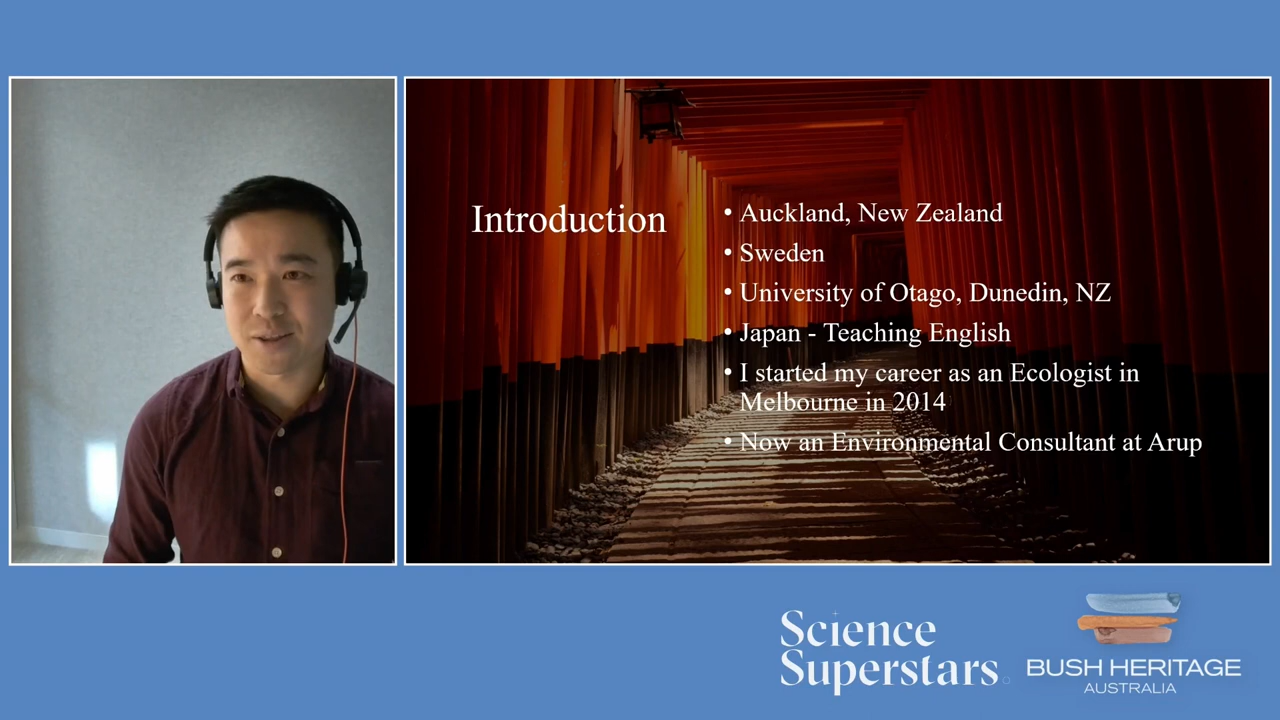 Introduction
• Auckland, New Zealand
• Sweden
• University of Otago, Dunedin, NZ
• Japan - Teaching English
• I started my career as an Ecologist in
Melbourne in 2014
• Now an Environmental Consultant at Arup
Science
Superstars
BUSH HERITAGE
AUSTRALIA